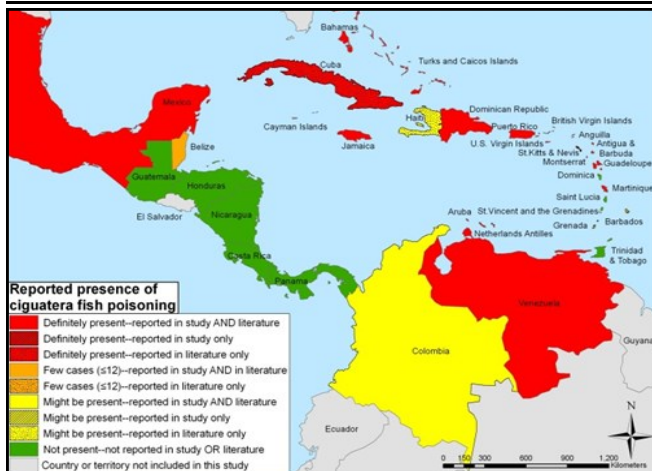 Bahamas
Turks and Caicos Islands
Cuba
Mexico
Haiti
Dominican Republic
Cayman Islands
Puerto Rico
British Virgin Islands
Anguilla
Jamaica
Belize
U.S. Virgin Islands
St.Kitts & Nevis
Antigua &
Barbuda
Montserrat
Guadeloupe
Guatemala
Dominica
Honduras
Martinique
El Salvador
Nicaragua
Saint Lucia
Aruba
St.Vincent and the Grenadines
Barbados
Netherlands Antilles
Grenada
Costa Rica
Trinidad
& Tobago
Panama
Venezuela
Guyana
Colombia
Ecuador
Reported presence of
ciguatera fish poisoning
Definitely present--reported in study AND literature
Definitely present--reported in study only
Definitely present--reported in literature only
Few cases (≤12)--reported in study AND in literature
Few cases (≤12)--reported in literature only
Might be present--reported in study AND literature
Might be present--reported in study only
Might be present--reported in literature only
Not present--not reported in study OR literature
Country or territory not included in this study
N
0 150 300 600 900 1,200
Kilometers